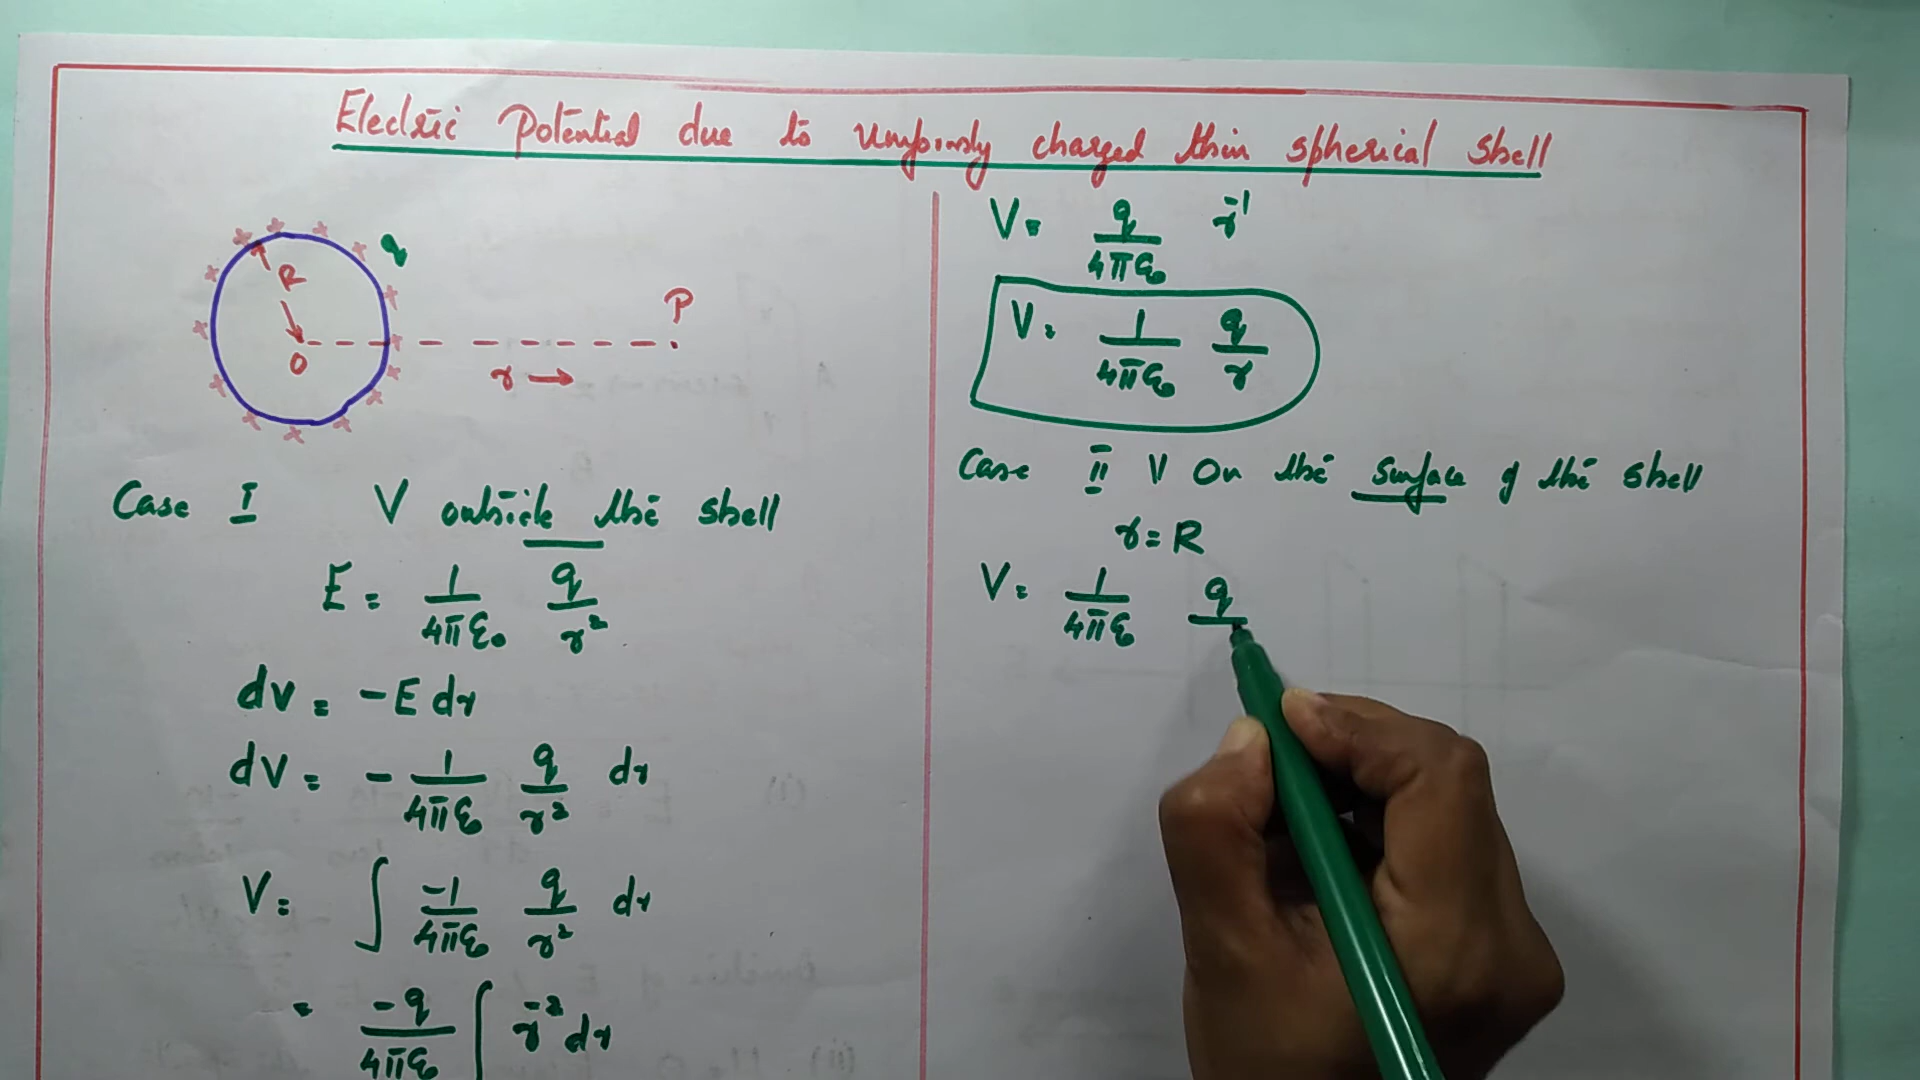 Electric Potential due to Uniformly charged thin spherical shell
q
R
O
P
r →
Case I V outside the shell
E = 1/4πε₀ q/r²
dV = -E dr
dV = - 1/4πε₀ q/r² dr
V = ∫ -1/4πε₀ q/r² dr
= -q/4πε₀ ∫ r⁻² dr
V = q/4πε₀ r⁻¹
V = 1/4πε₀ q/r
Case II V On the surface of the shell
r = R
V = 1/4πε₀ q/